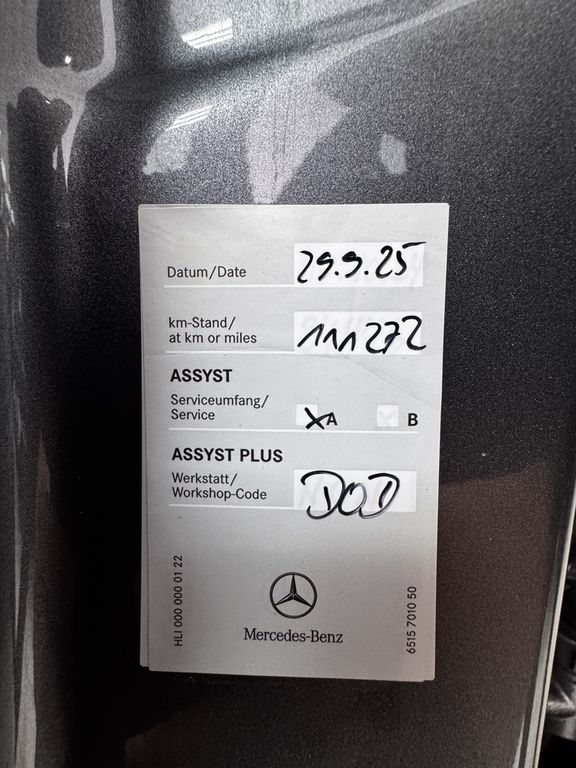 Datum/Date 29.9.25
km-Stand/
at km or miles 111272
ASSYST
Serviceumfang/
Service X A B
ASSYST PLUS
Werkstatt/
Workshop-Code DOD
HLI 000 000 01 22
Mercedes-Benz
6515 7010 50